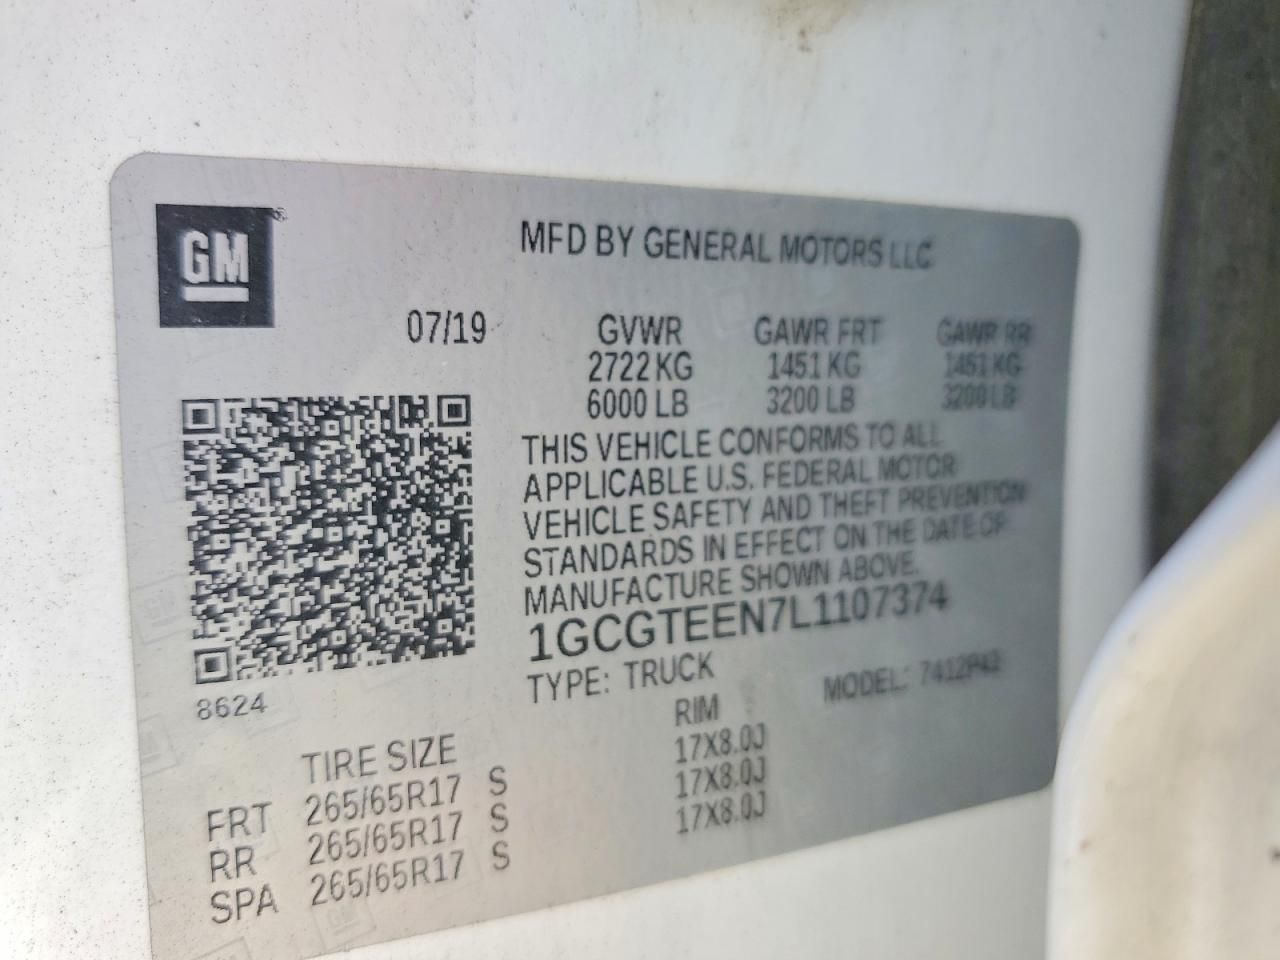 GM
MFD BY GENERAL MOTORS LLC
07/19 GVWR GAWR FRT GAWR RR
2722 KG 1451 KG 1451 KG
6000 LB 3200 LB 3200 LB
THIS VEHICLE CONFORMS TO ALL
APPLICABLE U.S. FEDERAL MOTOR
VEHICLE SAFETY AND THEFT PREVENTION
STANDARDS IN EFFECT ON THE DATE OF
MANUFACTURE SHOWN ABOVE.
1GCGTEEN7L1107374
8624
TYPE: TRUCK MODEL: 7412P43
TIRE SIZE RIM
FRT 265/65R17 S 17X8.0J
RR 265/65R17 S 17X8.0J
SPA 265/65R17 S 17X8.0J